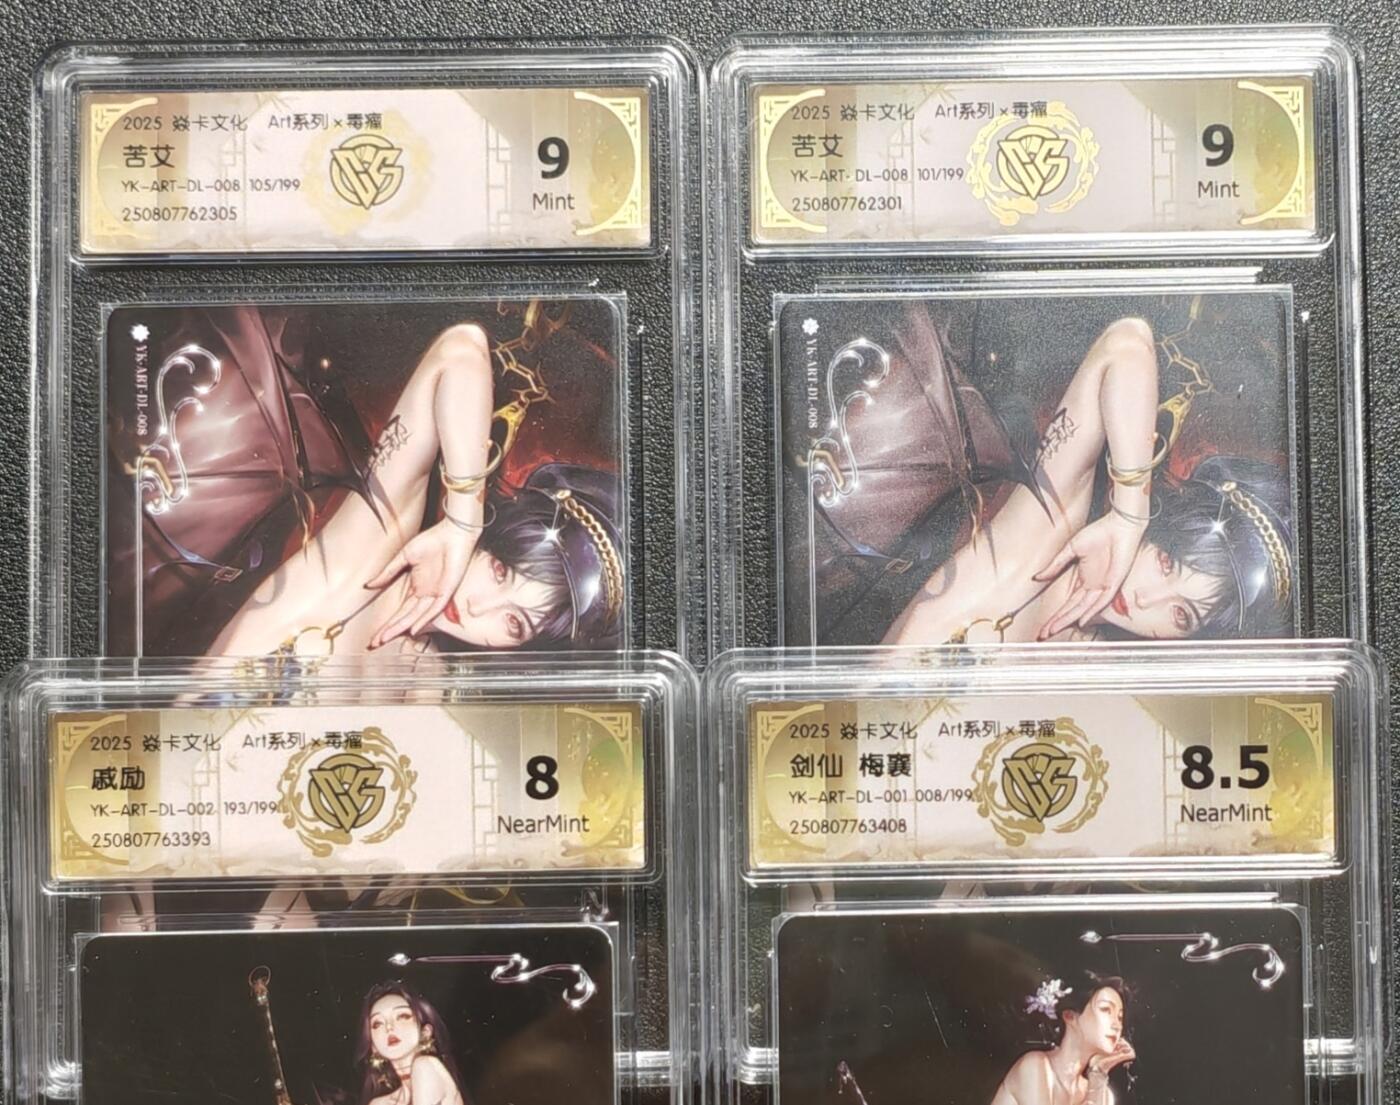 2025 焱卡文化 Art系列×毒瘤
苦艾
YK-ART-DL-008 105/199
250807762305
9
Mint
CS
2025 焱卡文化 Art系列×毒瘤
苦艾
YK-ART-DL-008 101/199
250807762301
9
Mint
CS
YK-ART-DL-008
YK-ART-DL-008
2025 焱卡文化 Art系列×毒瘤
戚励
YK-ART-DL-002 193/199
250807763393
8
NearMint
CS
2025 焱卡文化 Art系列×毒瘤
剑仙 梅襄
YK-ART-DL-001 008/199
250807763408
8.5
NearMint
CS